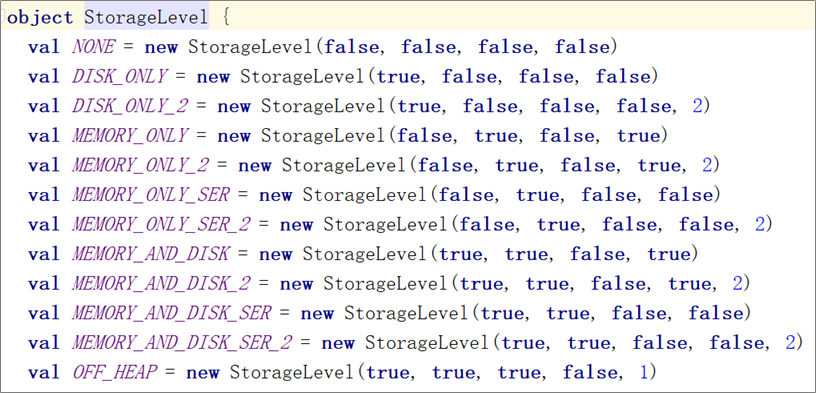 object StorageLevel {
val NONE = new StorageLevel(false, false, false, false)
val DISK_ONLY = new StorageLevel(true, false, false, false)
val DISK_ONLY_2 = new StorageLevel(true, false, false, false, 2)
val MEMORY_ONLY = new StorageLevel(false, true, false, true)
val MEMORY_ONLY_2 = new StorageLevel(false, true, false, true, 2)
val MEMORY_ONLY_SER = new StorageLevel(false, true, false, false)
val MEMORY_ONLY_SER_2 = new StorageLevel(false, true, false, false, 2)
val MEMORY_AND_DISK = new StorageLevel(true, true, false, true)
val MEMORY_AND_DISK_2 = new StorageLevel(true, true, false, true, 2)
val MEMORY_AND_DISK_SER = new StorageLevel(true, true, false, false)
val MEMORY_AND_DISK_SER_2 = new StorageLevel(true, true, false, false, 2)
val OFF_HEAP = new StorageLevel(true, true, true, false, 1)